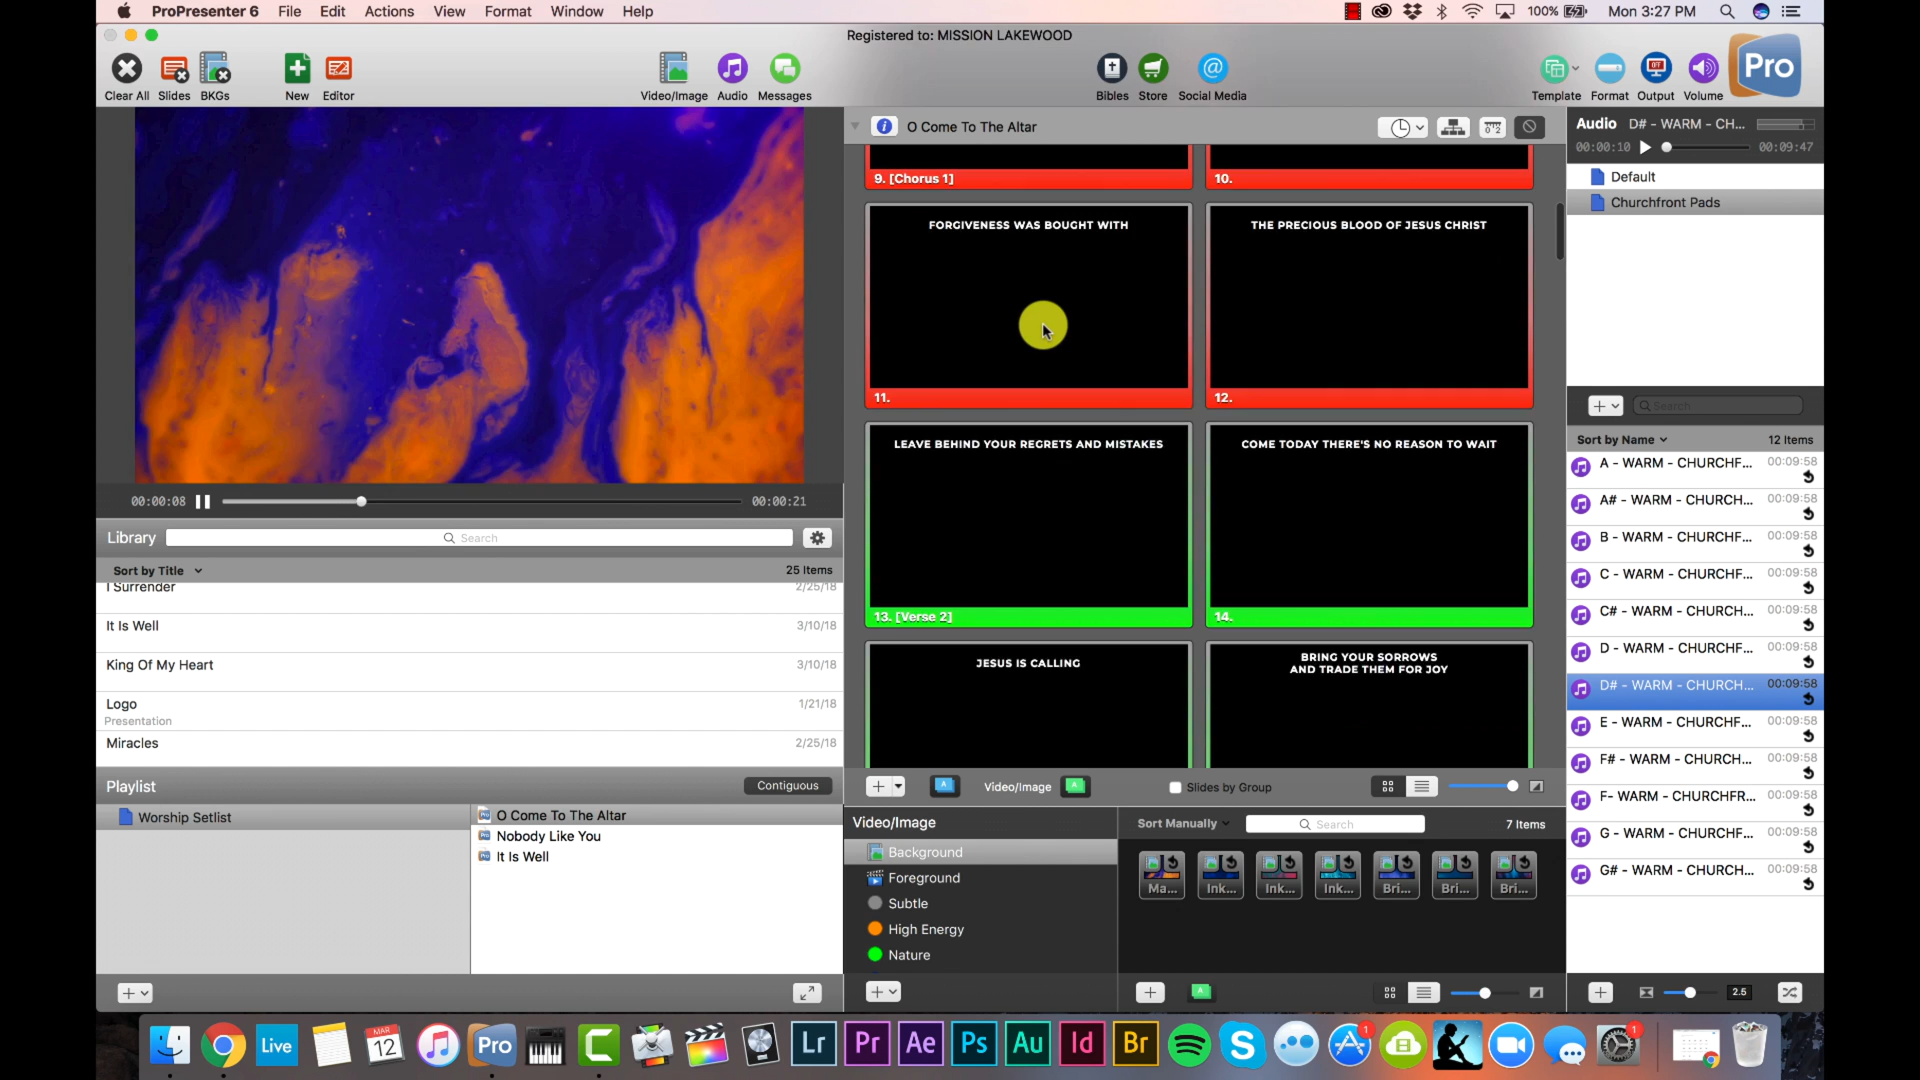 ProPresenter 6 File Edit Actions View Format Window Help
100% Mon 3:27 PM
Registered to: MISSION LAKEWOOD
Clear All Slides BKGs New Editor
Video/Image Audio Messages
Bibles Store Social Media
Template Format Output Volume
Pro
00:00:08 00:00:21
Library Search
Sort by Title 25 Items
I Surrender 2/25/18
It Is Well 3/10/18
King Of My Heart 3/10/18
Logo 1/21/18
Presentation
Miracles 2/25/18
Playlist Contiguous
Worship Setlist
O Come To The Altar
Nobody Like You
It Is Well
O Come To The Altar
9. [Chorus 1]
10.
FORGIVENESS WAS BOUGHT WITH
11.
THE PRECIOUS BLOOD OF JESUS CHRIST
12.
LEAVE BEHIND YOUR REGRETS AND MISTAKES
13. [Verse 2]
COME TODAY THERE'S NO REASON TO WAIT
14.
JESUS IS CALLING
BRING YOUR SORROWS
AND TRADE THEM FOR JOY
Video/Image
Slides by Group
Video/Image
Background
Foreground
Subtle
High Energy
Nature
Sort Manually Search 7 Items
Ma... Ink... Ink... Ink... Bri... Bri... Bri...
Audio D# - WARM - CH...
00:00:10 00:09:47
Default
Churchfront Pads
Search
Sort by Name 12 Items
A - WARM - CHURCHF... 00:09:58
A# - WARM - CHURCH... 00:09:58
B - WARM - CHURCHF... 00:09:58
C - WARM - CHURCHF... 00:09:58
C# - WARM - CHURCH... 00:09:58
D - WARM - CHURCHF... 00:09:58
D# - WARM - CHURCH... 00:09:58
E - WARM - CHURCHF... 00:09:58
F# - WARM - CHURCH... 00:09:58
F- WARM - CHURCHFR... 00:09:58
G - WARM - CHURCHF... 00:09:58
G# - WARM - CHURCH... 00:09:58
2.5
Live MAR 12 Pro Lr Pr Ae Ps Au Id Br 1 1